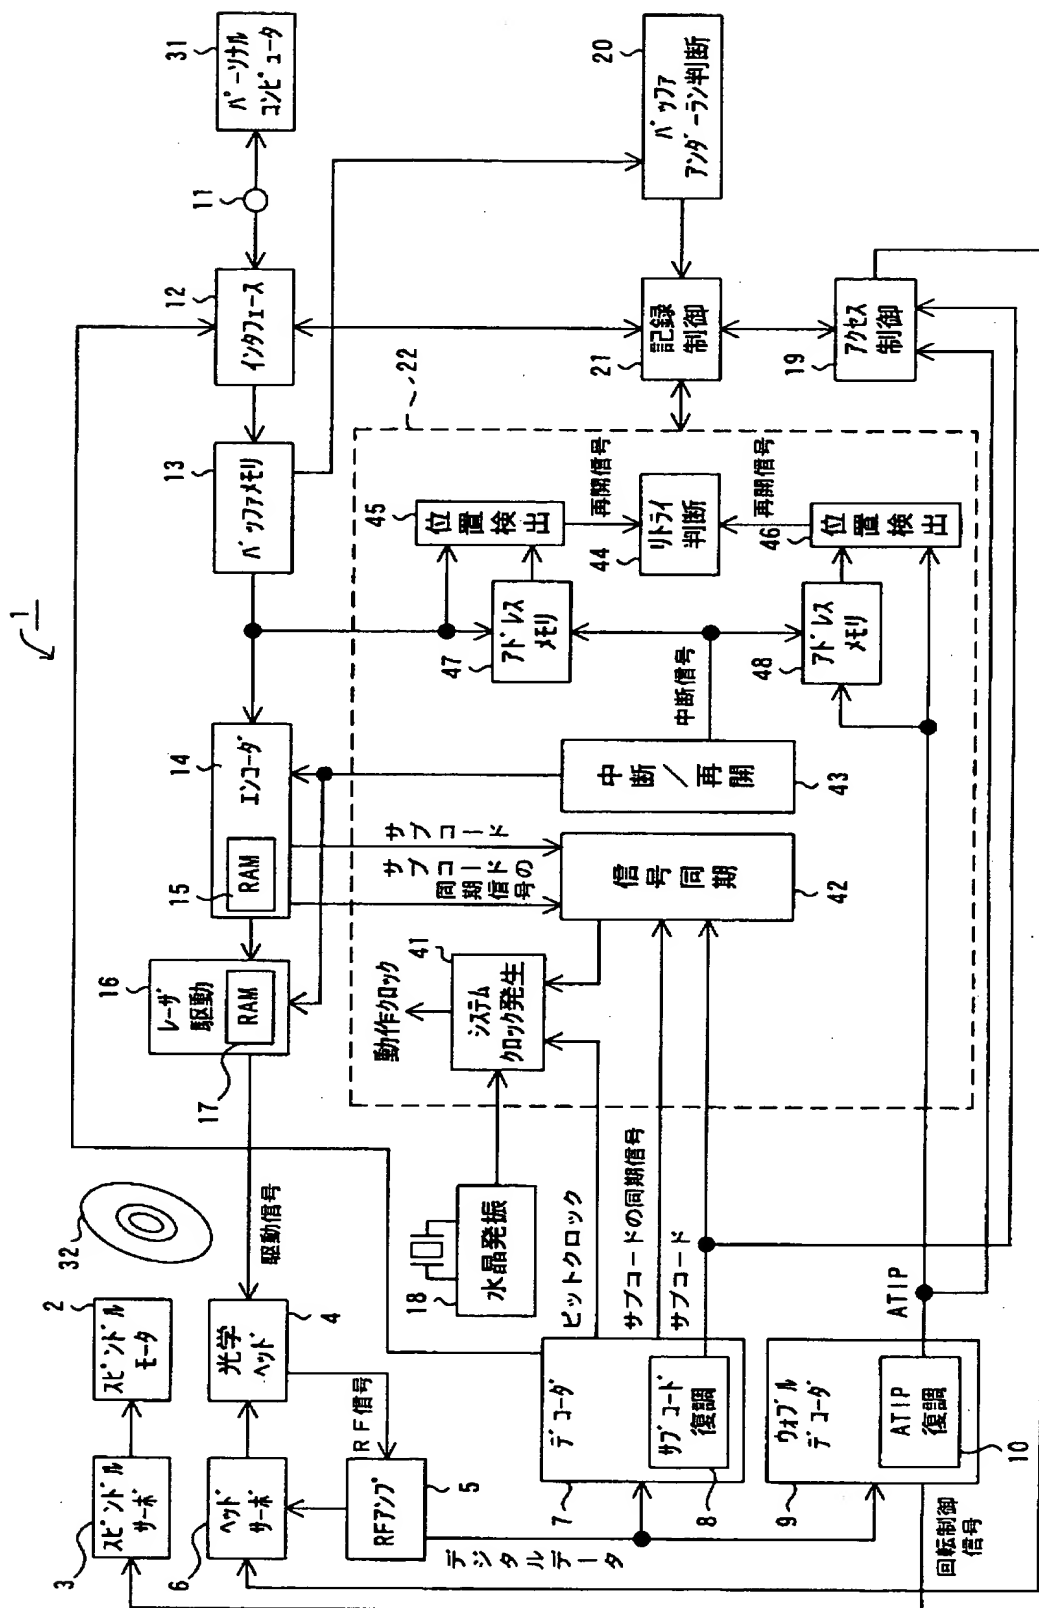 1
スピンドル
サーボ
3
スピンドル
モータ
2
32
ヘッド
サーボ
6
光学
ヘッド
4
駆動信号
RF信号
RFアンプ
5
デジタルデータ
レーザ
駆動
16
RAM
17
エンコーダ
14
RAM
15
バッファメモリ
13
インタフェース
12
11
パーソナル
コンピュータ
31
水晶発振
18
動作クロック
システム
クロック発生
41
サブコード
サブコードの
同期信号
信号同期
42
中断/再開
43
中断信号
アドレス
メモリ
47
位置検出
45
再開信号
リトライ
判断
44
再開信号
位置検出
46
アドレス
メモリ
48
22
記録
制御
21
バッファ
アンダーラン判断
20
アクセス
制御
19
デコーダ
7
サブコード
復調
8
ビットクロック
サブコードの同期信号
サブコード
ウォブル
デコーダ
9
ATIP
復調
10
ATIP
回転制御
信号